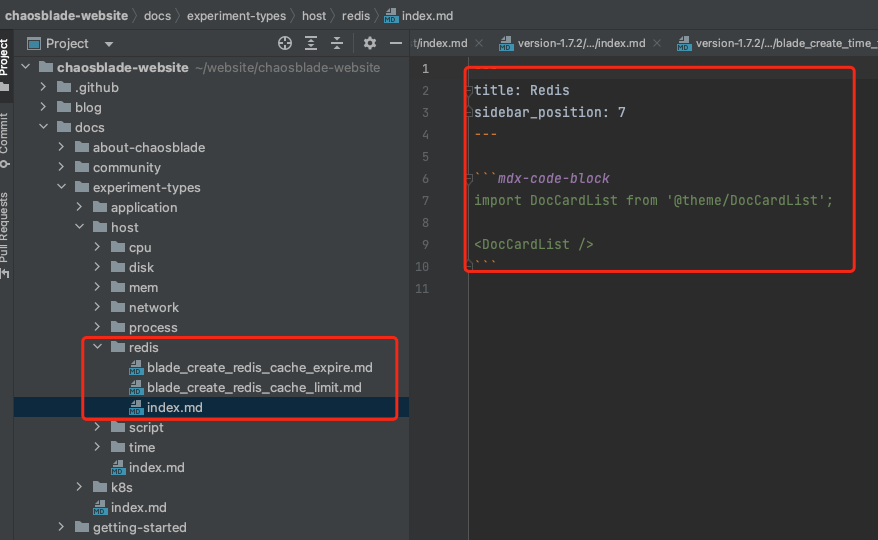 chaosblade-website docs experiment-types host redis index.md
Project
t/index.md version-1.7.2/.../index.md version-1.7.2/.../blade_create_time_
Project
Commit
Pull Requests
chaosblade-website ~/website/chaosblade-website
.github
blog
docs
about-chaosblade
community
experiment-types
application
host
cpu
disk
mem
network
process
redis
blade_create_redis_cache_expire.md
blade_create_redis_cache_limit.md
index.md
script
time
index.md
k8s
index.md
getting-started
1 ---
2 title: Redis
3 sidebar_position: 7
4 ---
5
6 ```mdx-code-block
7 import DocCardList from '@theme/DocCardList';
8
9 <DocCardList />
10 ```
11